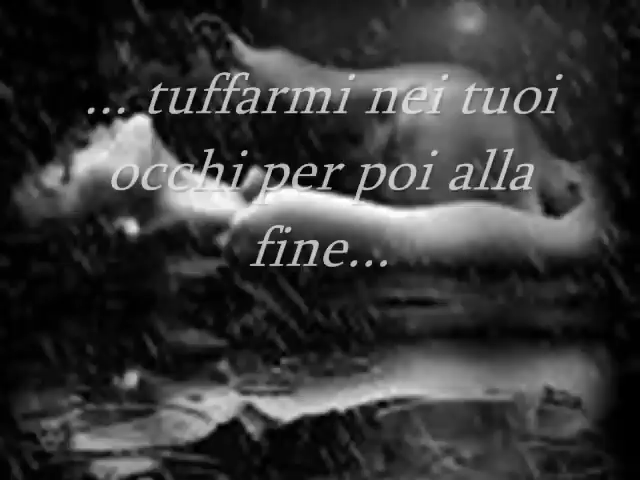 ... tuffarmi nei tuoi
occhi per poi alla
fine...